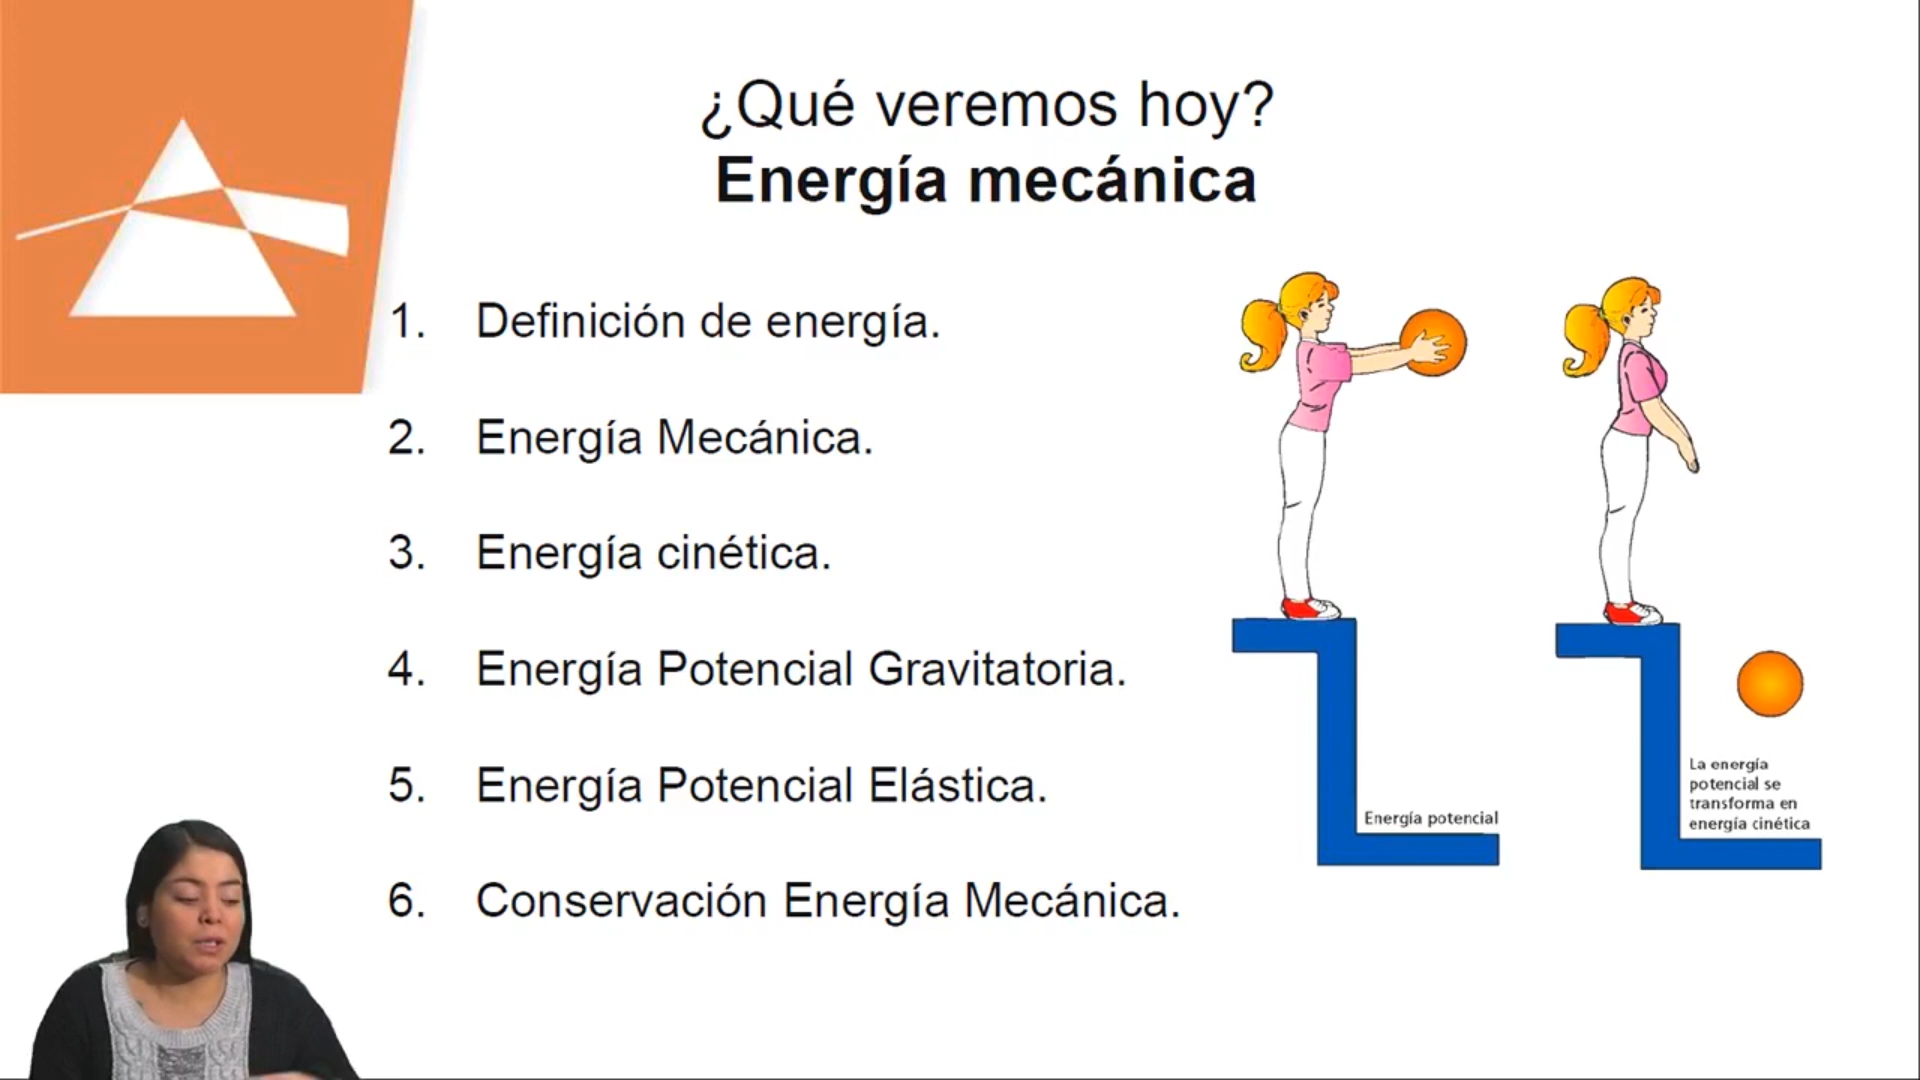 ¿Qué veremos hoy?
Energía mecánica
1. Definición de energía.
2. Energía Mecánica.
3. Energía cinética.
4. Energía Potencial Gravitatoria.
5. Energía Potencial Elástica.
6. Conservación Energía Mecánica.
Energía potencial
La energía
potencial se
transforma en
energía cinética